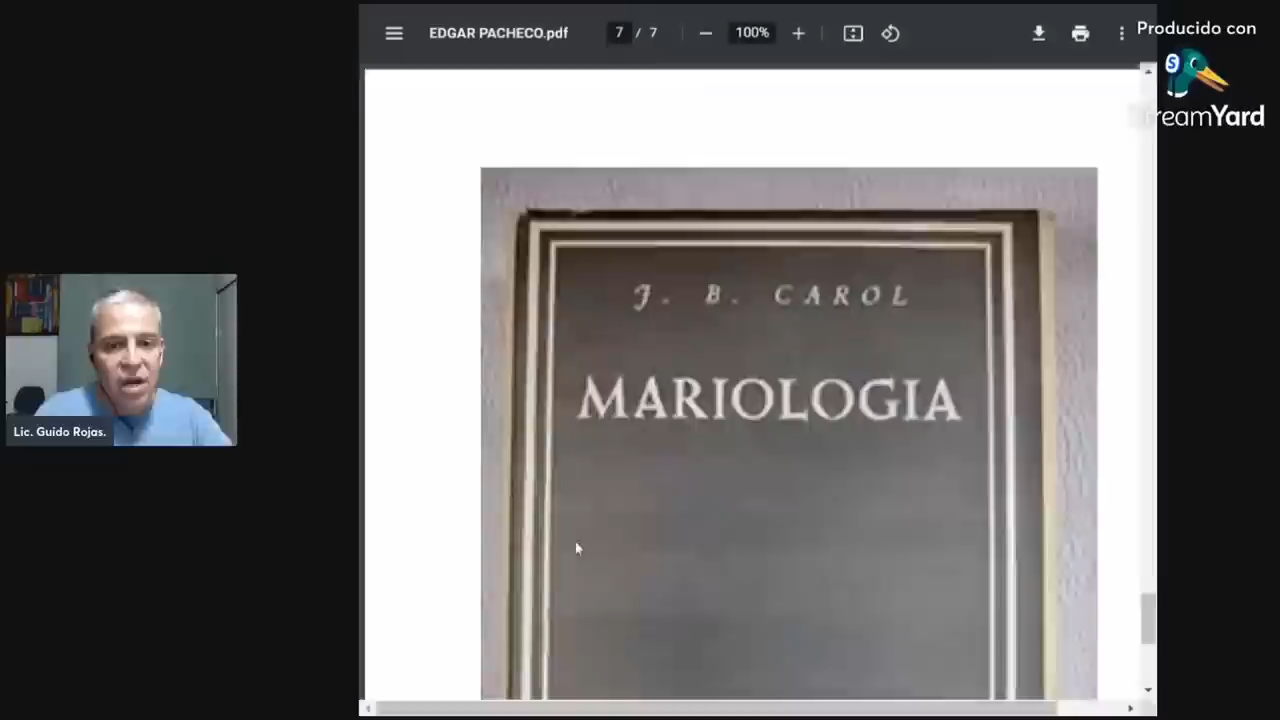 EDGAR PACHECO.pdf
7 / 7
100%
Producido con
S
reamYard
J. B. CAROL
MARIOLOGIA
Lic. Guido Rojas.